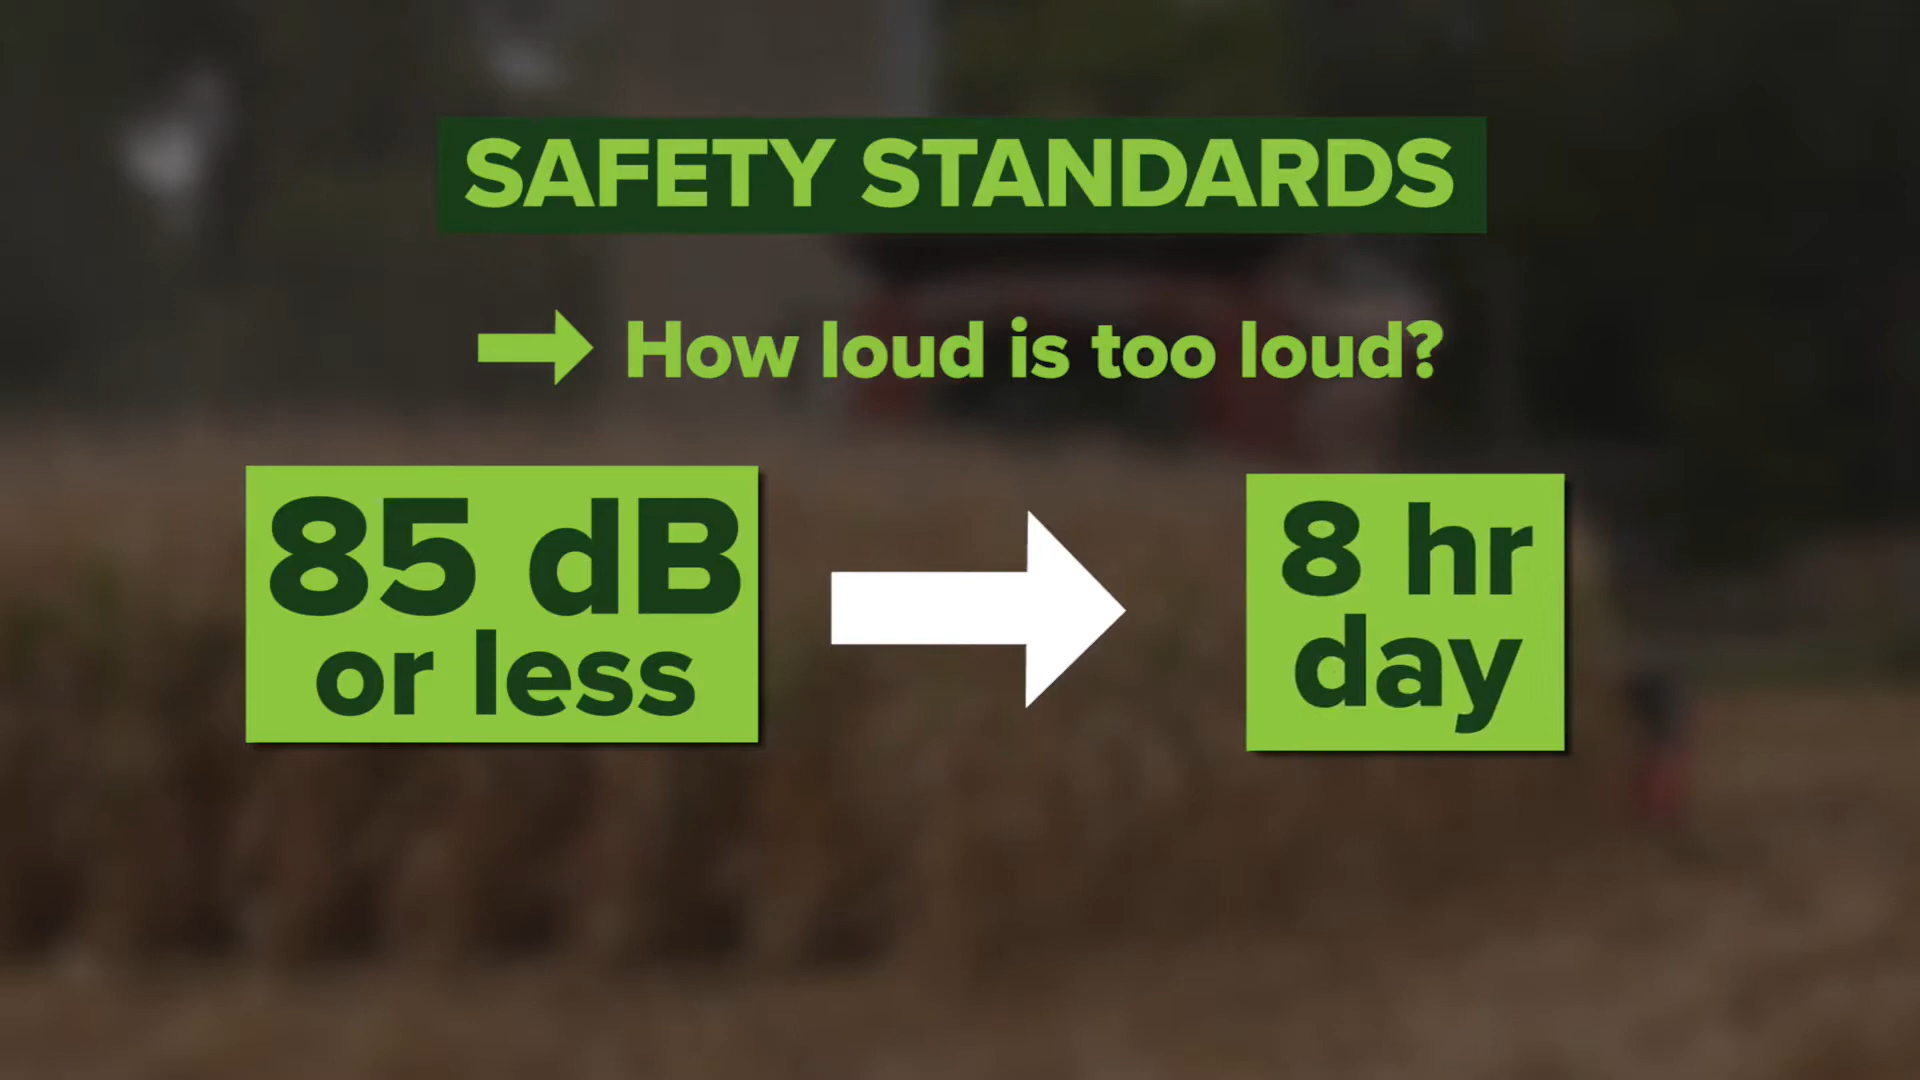 SAFETY STANDARDS
How loud is too loud?
85 dB
or less
8 hr
day